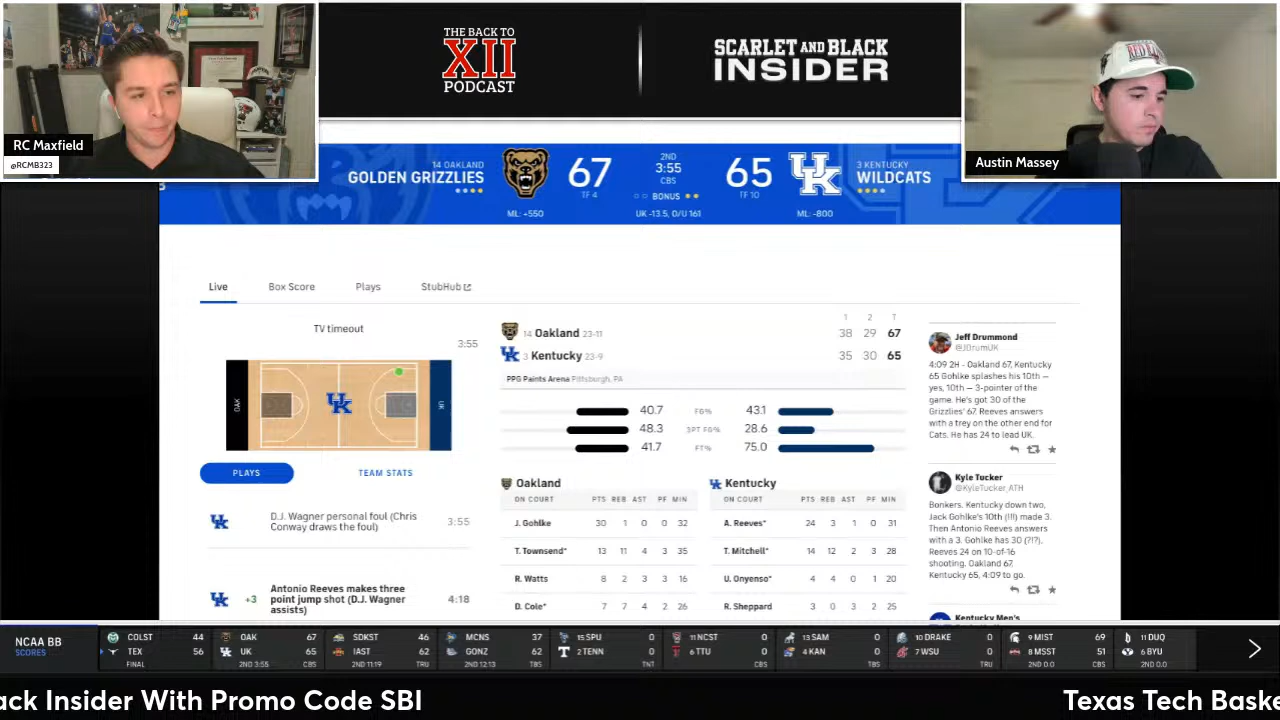 THE BACK TO
XII
PODCAST
SCARLET AND BLACK
INSIDER
RC Maxfield
@RCMB323
Austin Massey
14 OAKLAND
GOLDEN GRIZZLIES
67
TF 4
ML: +550
2ND
3:55
CBS
BONUS
UK -13.5, O/U 161
65
TF 10
ML: -800
3 KENTUCKY
WILDCATS
Live
Box Score
Plays
StubHub
TV timeout
3:55
OAK
UK
UK
PLAYS
TEAM STATS
D.J. Wagner personal foul (Chris
Conway draws the foul)
3:55
+3
Antonio Reeves makes three
point jump shot (D.J. Wagner
assists)
4:18
1 2 T
14 Oakland 23-11 38 29 67
3 Kentucky 23-9 35 30 65
PPG Paints Arena Pittsburgh, PA
40.7 FG% 43.1
48.3 3PT FG% 28.6
41.7 FT% 75.0
Oakland
ON COURT PTS REB AST PF MIN
J. Gohlke 30 1 0 0 32
T. Townsend* 13 11 4 3 35
R. Watts 8 2 3 3 16
D. Cole* 7 7 4 2 26
Kentucky
ON COURT PTS REB AST PF MIN
A. Reeves* 24 3 1 0 31
T. Mitchell* 14 12 2 3 28
U. Onyenso* 4 4 0 1 20
R. Sheppard 3 0 3 2 25
Jeff Drummond
@JDrumUK
4:09 2H - Oakland 67, Kentucky
65 Gohlke splashes his 10th —
yes, 10th — 3-pointer of the
game. He's got 30 of the
Grizzlies' 67. Reeves answers
with a trey on the other end for
Cats. He has 24 to lead UK.
Kyle Tucker
@KyleTucker_ATH
Bonkers. Kentucky down two,
Jack Gohlke's 10th (!!!) made 3.
Then Antonio Reeves answers
with a 3. Gohlke has 30 (?!?).
Reeves 24 on 10-of-16
shooting. Oakland 67,
Kentucky 65, 4:09 to go.
Kentucky Men's
NCAA BB
SCORES
COLST 44
TEX 56
FINAL
OAK 67
UK 65
2ND 3:55 CBS
SDKST 46
IAST 62
2ND 11:19 TRU
MCNS 37
GONZ 62
2ND 12:13 TBS
15 SPU 0
2 TENN 0
TNT
11 NCST 0
6 TTU 0
CBS
13 SAM 0
4 KAN 0
TBS
10 DRAKE 0
7 WSU 0
TRU
9 MIST 69
8 MSST 51
2ND 0.0 CBS
11 DUQ
6 BYU
2ND 0.0
ack Insider With Promo Code SBI
Texas Tech Baske